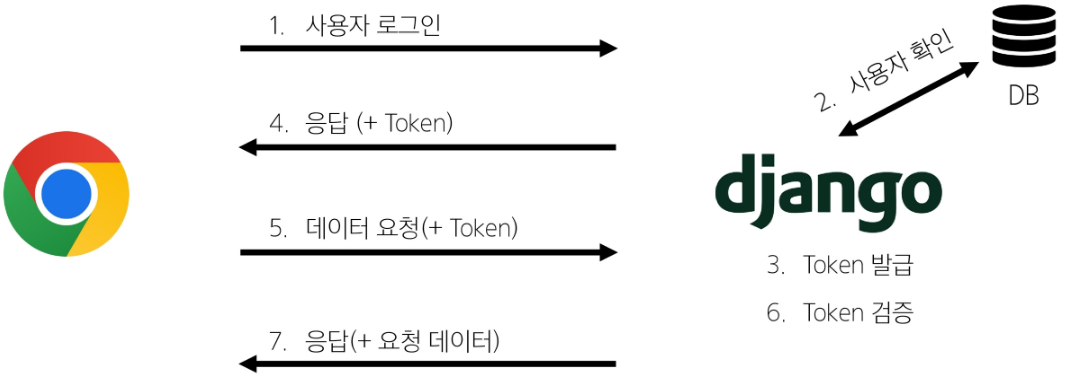 1. 사용자 로그인
2. 사용자 확인
DB
4. 응답 (+ Token)
django
5. 데이터 요청(+ Token)
3. Token 발급
6. Token 검증
7. 응답(+ 요청 데이터)